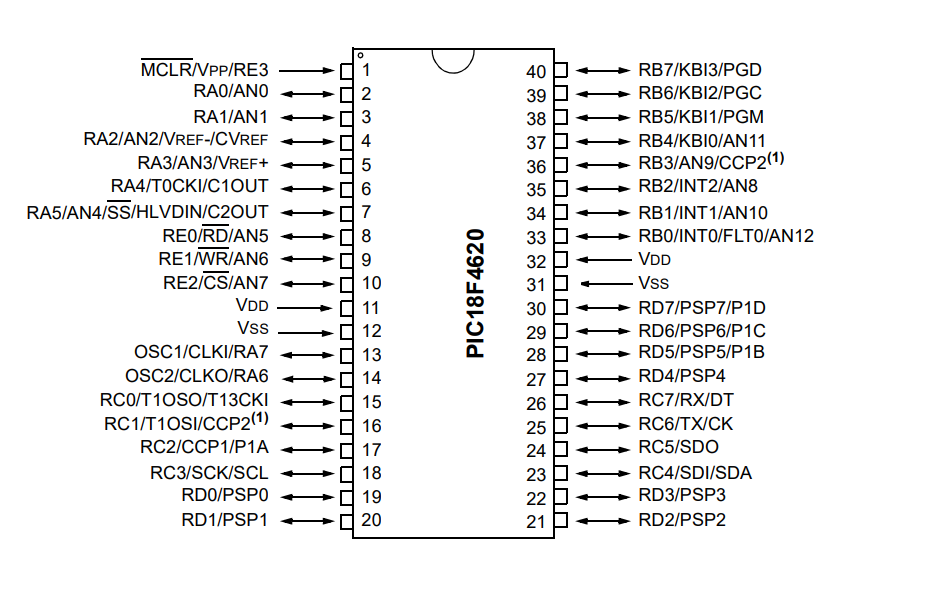 MCLR/VPP/RE3 1
RA0/AN0 2
RA1/AN1 3
RA2/AN2/VREF-/CVREF 4
RA3/AN3/VREF+ 5
RA4/T0CKI/C1OUT 6
RA5/AN4/SS/HLVDIN/C2OUT 7
RE0/RD/AN5 8
RE1/WR/AN6 9
RE2/CS/AN7 10
VDD 11
VSS 12
OSC1/CLKI/RA7 13
OSC2/CLKO/RA6 14
RC0/T1OSO/T13CKI 15
RC1/T1OSI/CCP2(1) 16
RC2/CCP1/P1A 17
RC3/SCK/SCL 18
RD0/PSP0 19
RD1/PSP1 20
PIC18F4620
40 RB7/KBI3/PGD
39 RB6/KBI2/PGC
38 RB5/KBI1/PGM
37 RB4/KBI0/AN11
36 RB3/AN9/CCP2(1)
35 RB2/INT2/AN8
34 RB1/INT1/AN10
33 RB0/INT0/FLT0/AN12
32 VDD
31 VSS
30 RD7/PSP7/P1D
29 RD6/PSP6/P1C
28 RD5/PSP5/P1B
27 RD4/PSP4
26 RC7/RX/DT
25 RC6/TX/CK
24 RC5/SDO
23 RC4/SDI/SDA
22 RD3/PSP3
21 RD2/PSP2